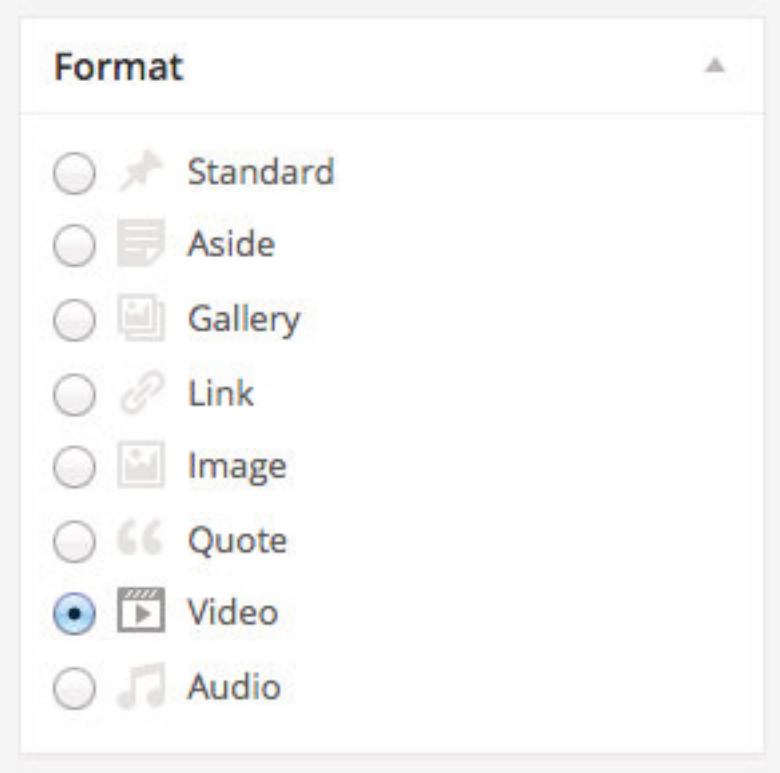 Format
Standard
Aside
Gallery
Link
Image
Quote
Video
Audio